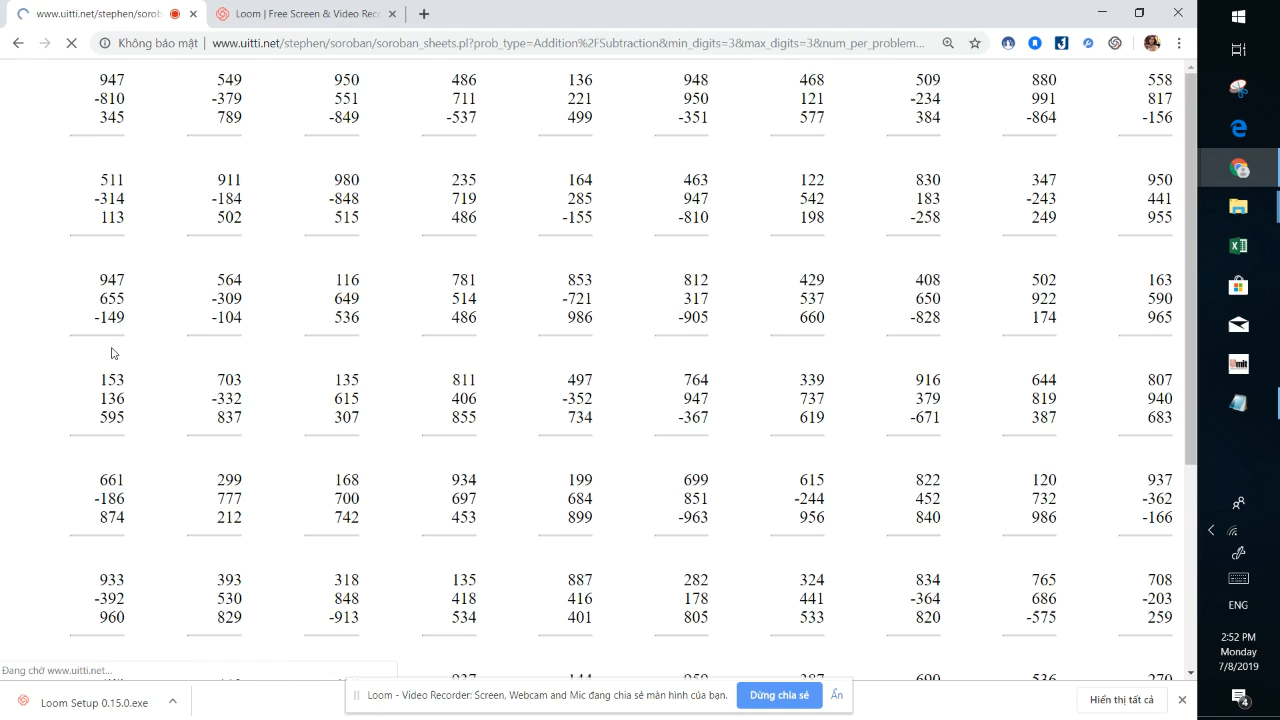 www.uitti.net/stephen/sorob
Loom | Free Screen & Video Rec
Không bảo mật | www.uitti.net/stephen/soroban/soroban_sheets.pl?prob_type=Addition%2FSubtraction&min_digits=3&max_digits=3&num_per_problem...
947 549 950 486 136 948 468 509 880 558
-810 -379 551 711 221 950 121 -234 991 817
345 789 -849 -537 499 -351 577 384 -864 -156
511 911 980 235 164 463 122 830 347 950
-314 -184 -848 719 285 947 542 183 -243 441
113 502 515 486 -155 -810 198 -258 249 955
947 564 116 781 853 812 429 408 502 163
655 -309 649 514 -721 317 537 650 922 590
-149 -104 536 486 986 -905 660 -828 174 965
153 703 135 811 497 764 339 916 644 807
136 -332 615 406 -352 947 737 379 819 940
595 837 307 855 734 -367 619 -671 387 683
661 299 168 934 199 699 615 822 120 937
-186 777 700 697 684 851 -244 452 732 -362
874 212 742 453 899 -963 956 840 986 -166
933 393 318 135 887 282 324 834 765 708
-392 530 848 418 416 178 441 -364 686 -203
960 829 -913 534 401 805 533 820 -575 259
Đang chờ www.uitti.net...
Loom - Video Recorder: Screen, Webcam and Mic đang chia sẻ màn hình của bạn.
Dừng chia sẻ
Ẩn
Loom Setup 0.15.0.exe
Hiển thị tất cả
ENG
2:52 PM
Monday
7/8/2019
4